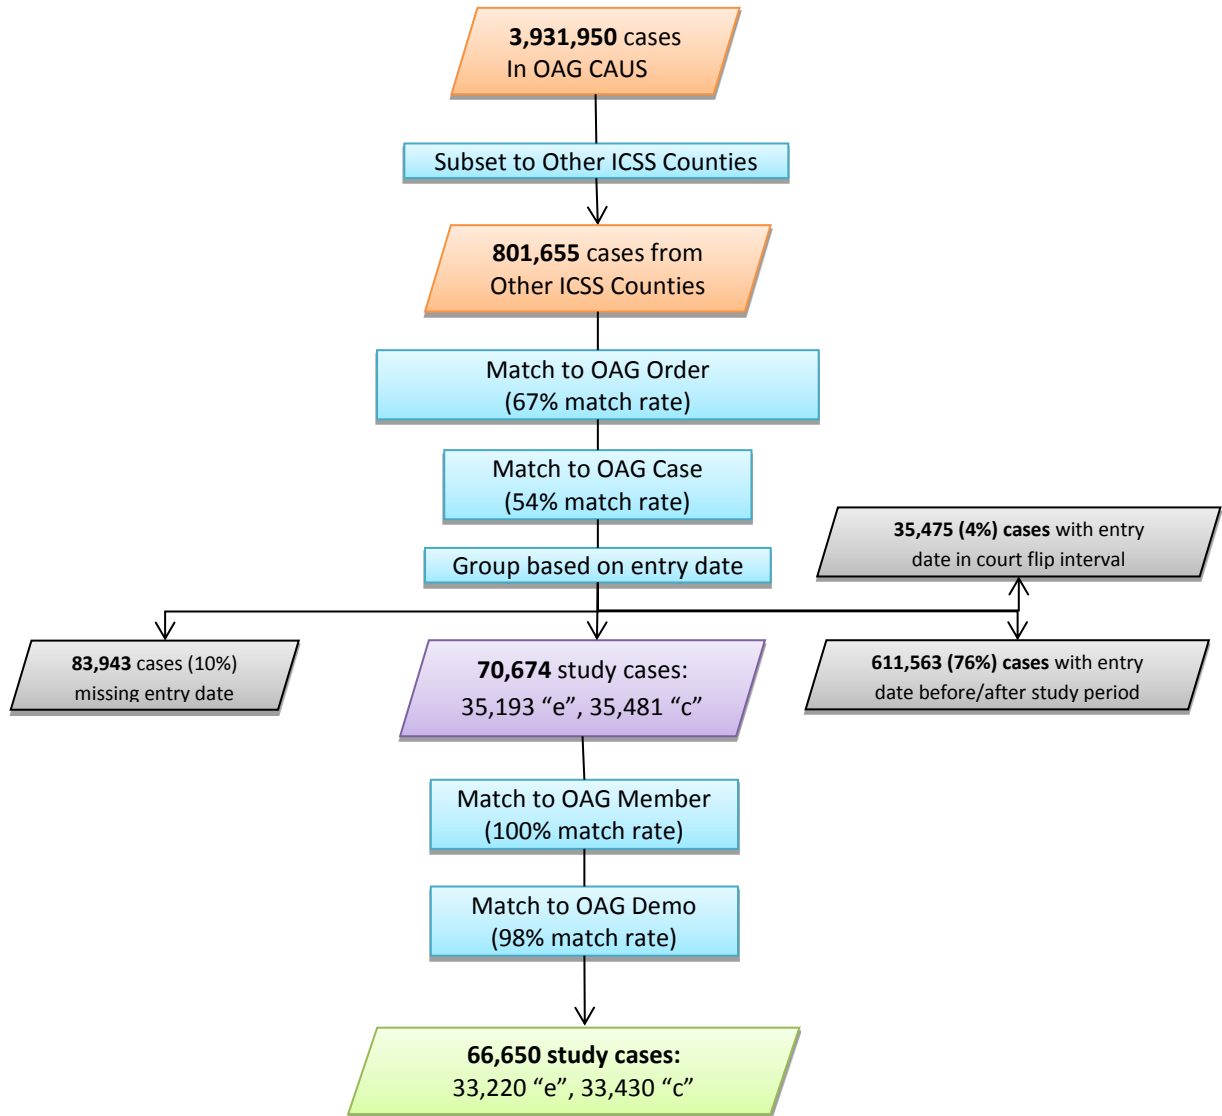 3,931,950 cases
In OAG CAUS
Subset to Other ICSS Counties
801,655 cases from
Other ICSS Counties
Match to OAG Order
(67% match rate)
Match to OAG Case
(54% match rate)
Group based on entry date
35,475 (4%) cases with entry
date in court flip interval
83,943 cases (10%)
missing entry date
70,674 study cases:
35,193 “e”, 35,481 “c”
611,563 (76%) cases with entry
date before/after study period
Match to OAG Member
(100% match rate)
Match to OAG Demo
(98% match rate)
66,650 study cases:
33,220 “e”, 33,430 “c”